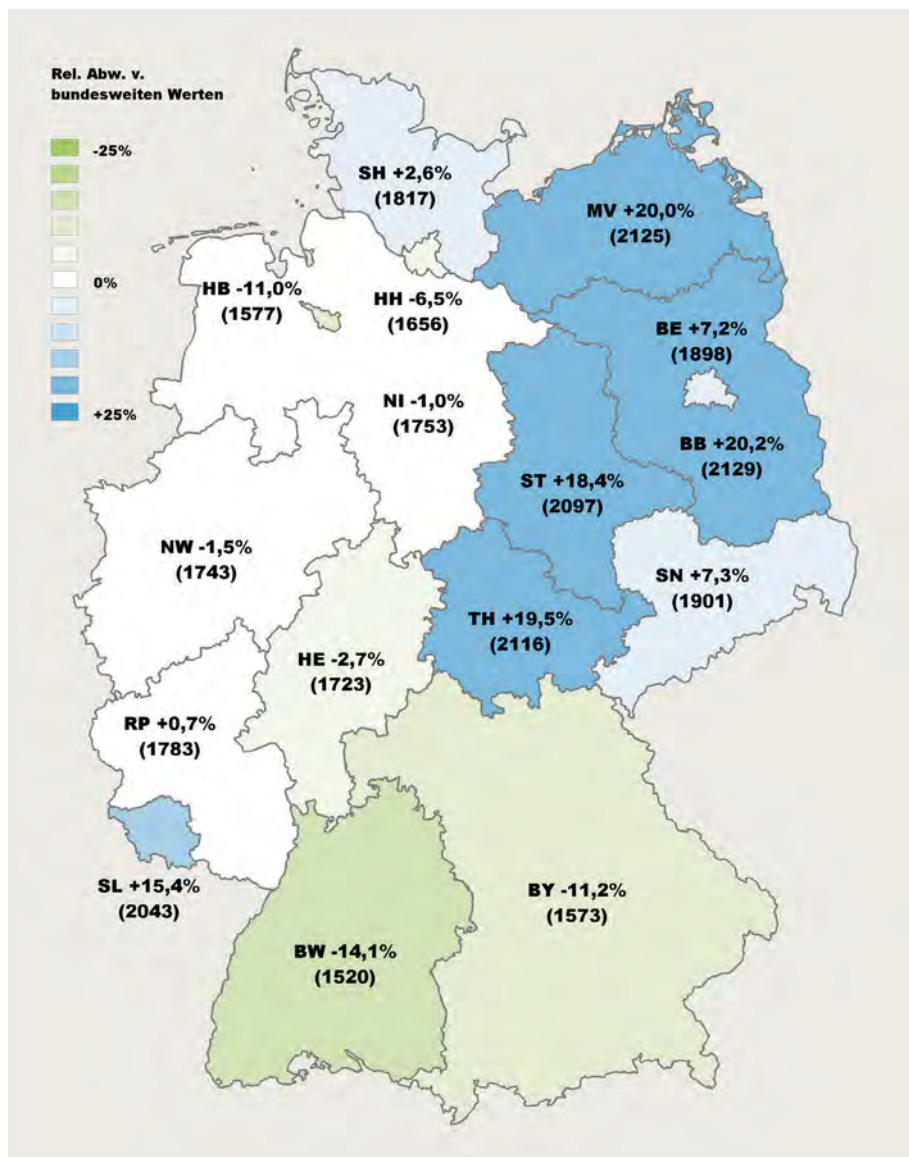 Rel. Abw. v.
bundesweiten Werten
-25%
0%
+25%
SH +2,6%
(1817)
MV +20,0%
(2125)
HB -11,0%
(1577)
HH -6,5%
(1656)
BE +7,2%
(1898)
NI -1,0%
(1753)
BB +20,2%
(2129)
ST +18,4%
(2097)
NW -1,5%
(1743)
SN +7,3%
(1901)
TH +19,5%
(2116)
HE -2,7%
(1723)
RP +0,7%
(1783)
SL +15,4%
(2043)
BY -11,2%
(1573)
BW -14,1%
(1520)